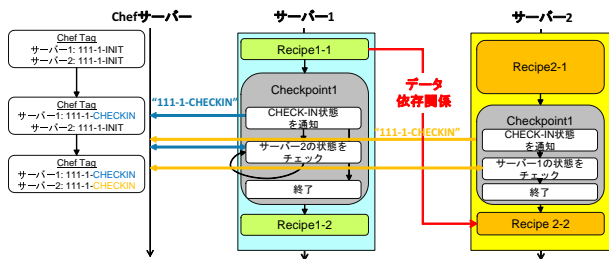 Chefサーバー
サーバー1
サーバー2
Chef Tag
サーバー1: 111-1-INIT
サーバー2: 111-1-INIT
Chef Tag
サーバー1: 111-1-CHECKIN
サーバー2: 111-1-INIT
Chef Tag
サーバー1: 111-1-CHECKIN
サーバー2: 111-1-CHECKIN
"111-1-CHECKIN"
Recipe1-1
Checkpoint1
CHECK-IN状態
を通知
サーバー2の状態を
チェック
終了
Recipe1-2
データ
依存関係
"111-1-CHECKIN"
Recipe2-1
Checkpoint1
CHECK-IN状態
を通知
サーバー1の状態を
チェック
終了
Recipe 2-2